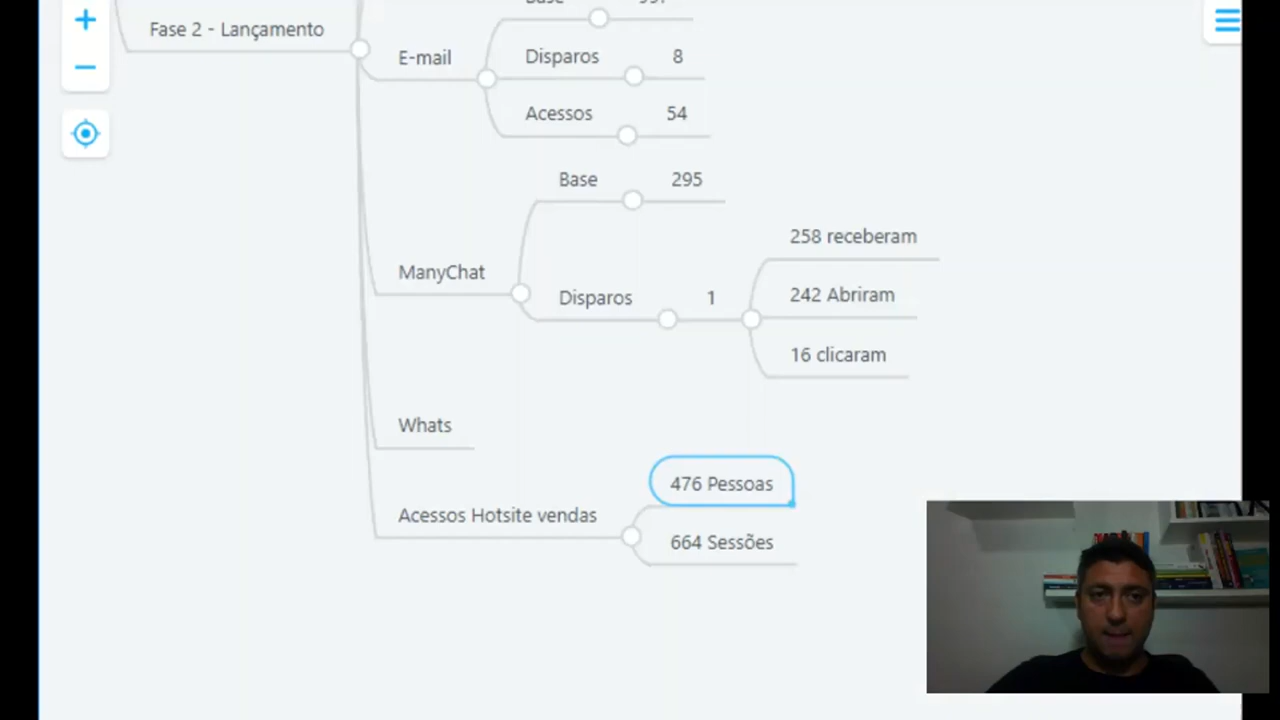 Fase 2 - Lançamento
E-mail
Base
Disparos
8
Acessos
54
ManyChat
Base
295
Disparos
1
258 receberam
242 Abriram
16 clicaram
Whats
Acessos Hotsite vendas
476 Pessoas
664 Sessões